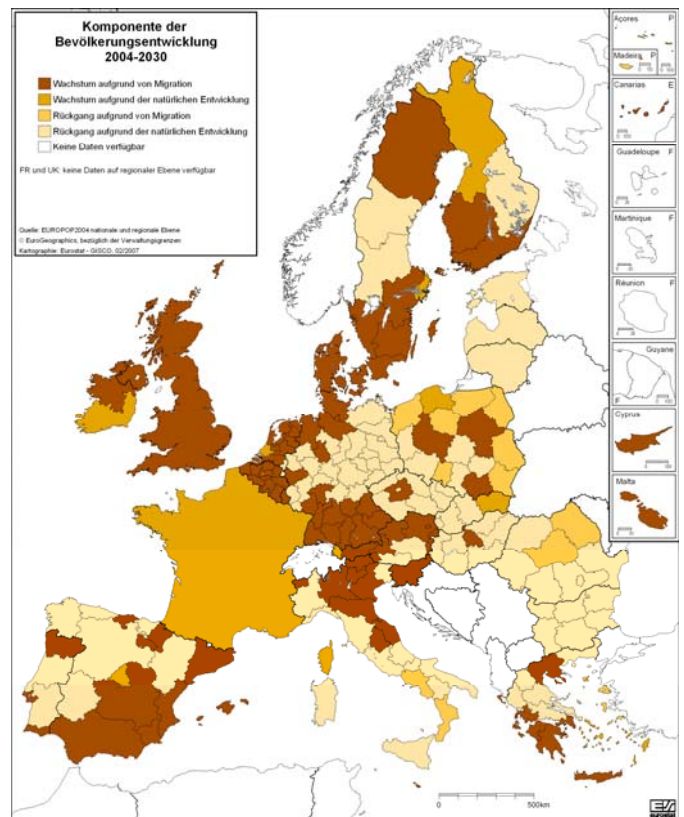 Komponente der
Bevölkerungsentwicklung
2004-2030
Wachstum aufgrund von Migration
Wachstum aufgrund der natürlichen Entwicklung
Rückgang aufgrund von Migration
Rückgang aufgrund der natürlichen Entwicklung
Keine Daten verfügbar
FR und UK: keine Daten auf regionaler Ebene verfügbar
Quelle: EUROPOP2004 nationale und regionale Ebene
© EuroGeographics, bezüglich der Verwaltungsgrenzen
Kartographie: Eurostat - GISCO, 02/2007
Açores P
Madeira P
Canarias E
Guadeloupe F
Martinique F
Réunion F
Guyane
F
Cyprus
Malta
0
500km
eurostat